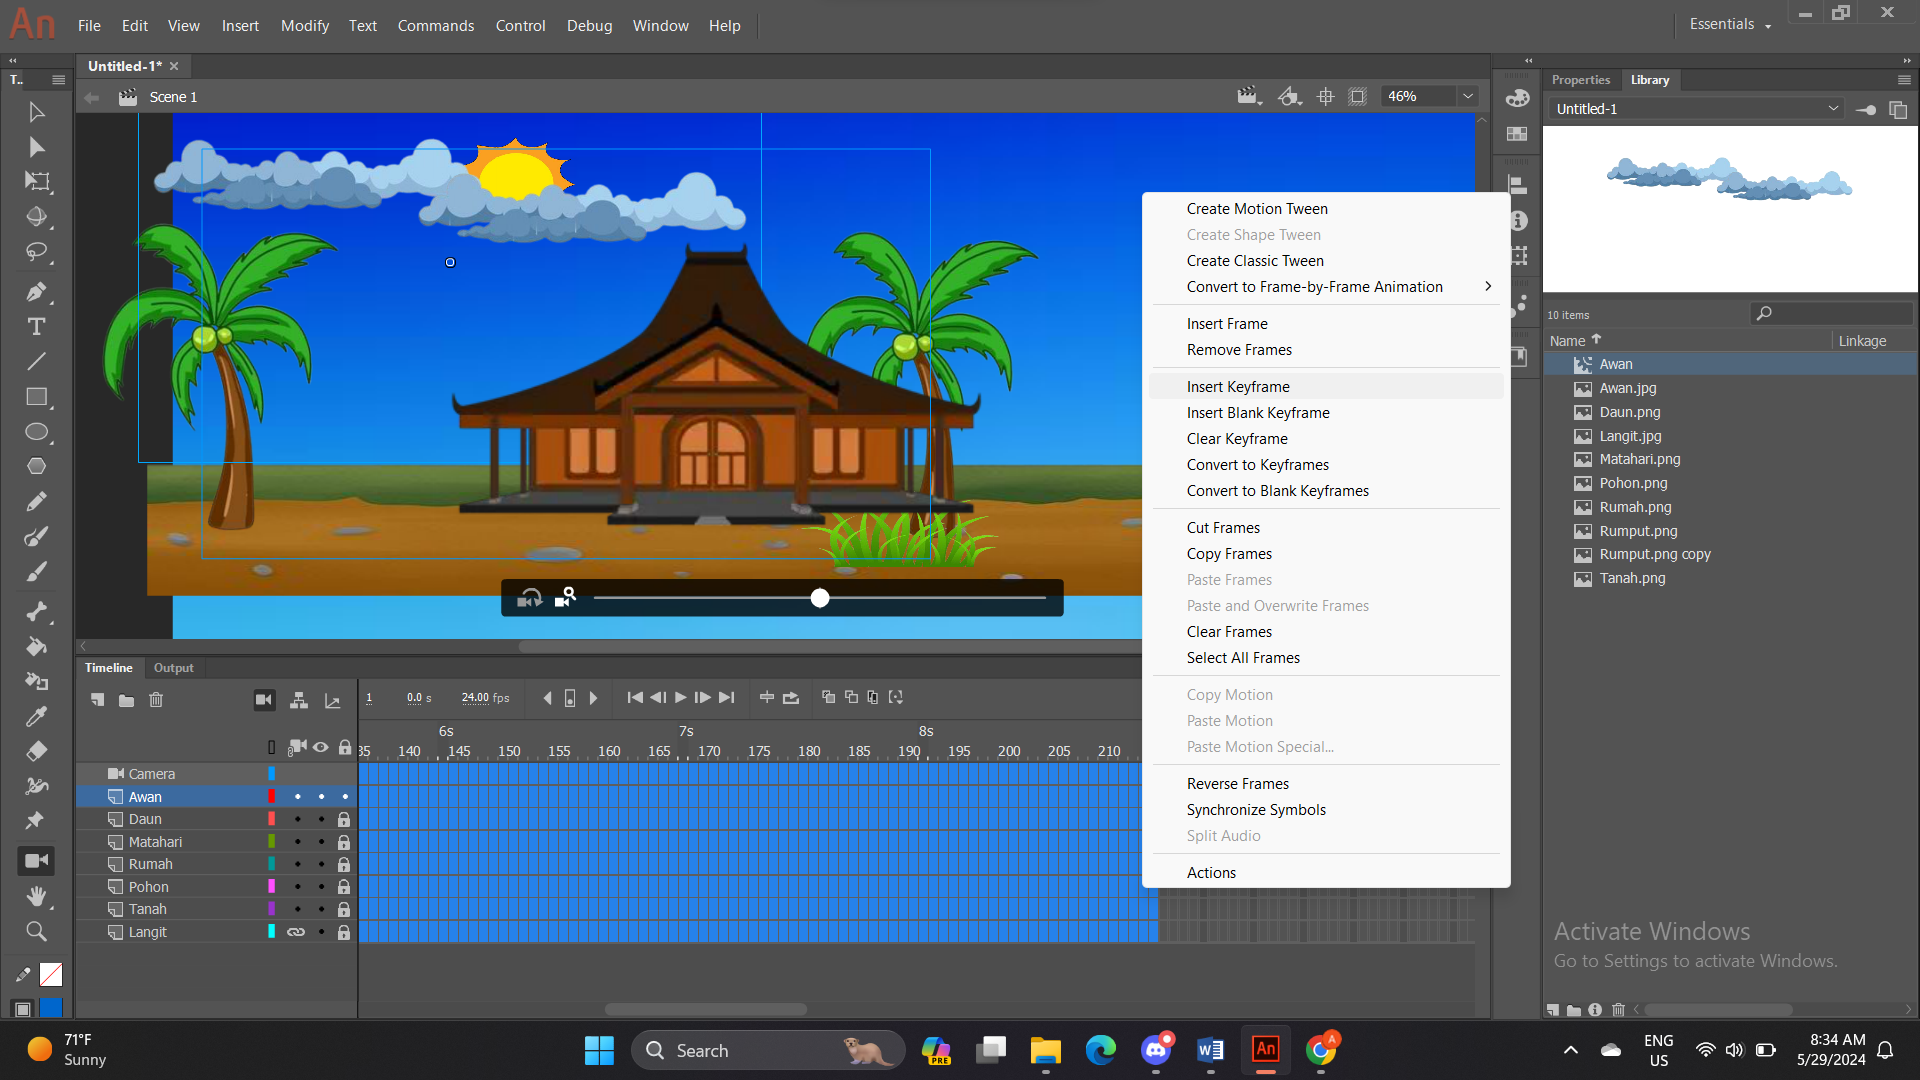 An File Edit View Insert Modify Text Commands Control Debug Window Help Essentials
T.. Untitled-1* Properties Library
Scene 1 46% Untitled-1
10 items
Name Linkage
Awan
Awan.jpg
Daun.png
Langit.jpg
Matahari.png
Pohon.png
Rumah.png
Rumput.png
Rumput.png copy
Tanah.png
Create Motion Tween
Create Shape Tween
Create Classic Tween
Convert to Frame-by-Frame Animation
Insert Frame
Remove Frames
Insert Keyframe
Insert Blank Keyframe
Clear Keyframe
Convert to Keyframes
Convert to Blank Keyframes
Cut Frames
Copy Frames
Paste Frames
Paste and Overwrite Frames
Clear Frames
Select All Frames
Copy Motion
Paste Motion
Paste Motion Special...
Reverse Frames
Synchronize Symbols
Split Audio
Actions
Timeline Output
1 0.0 s 24.00 fps
6s 7s 8s
35 140 145 150 155 160 165 170 175 180 185 190 195 200 205 210
Camera
Awan
Daun
Matahari
Rumah
Pohon
Tanah
Langit
Activate Windows
Go to Settings to activate Windows.
71°F
Sunny
Search
PRE
An
A
ENG
US
8:34 AM
5/29/2024